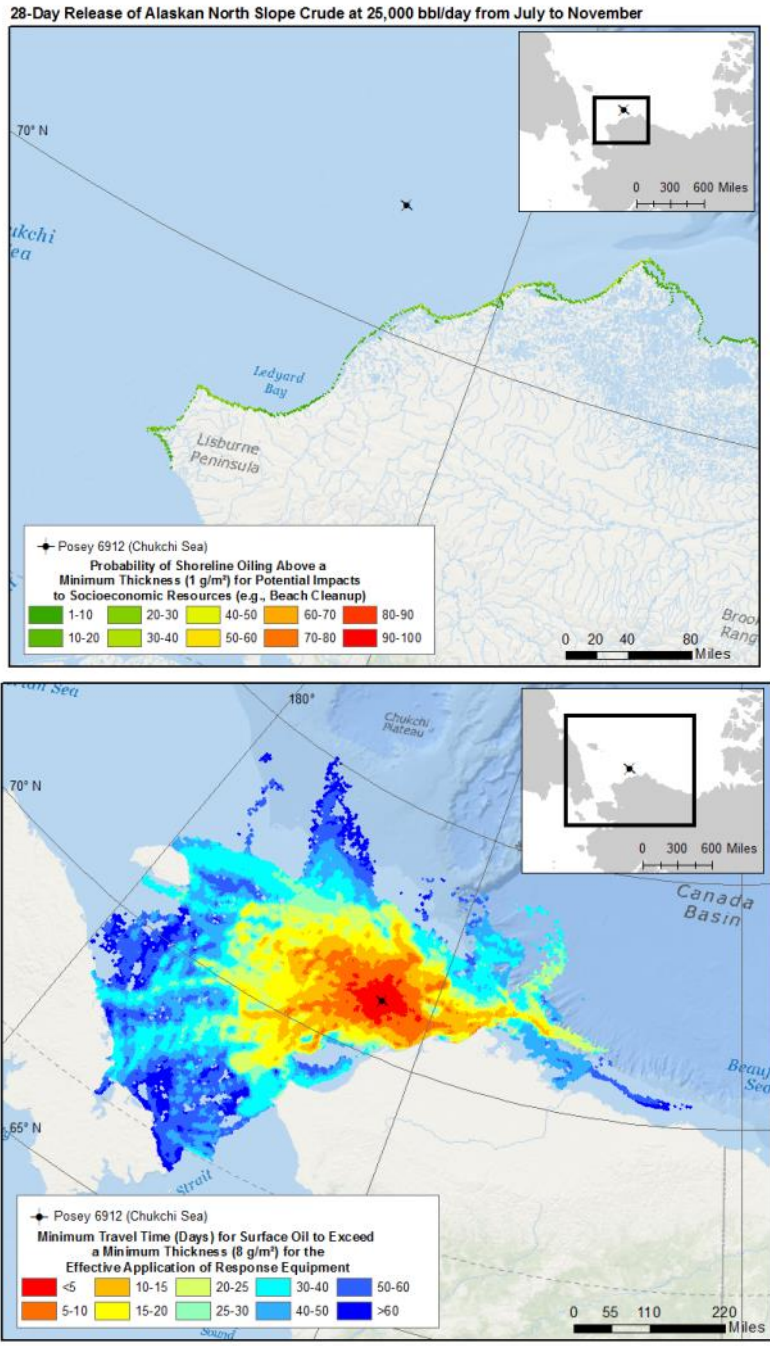 28-Day Release of Alaskan North Slope Crude at 25,000 bbl/day from July to November
70° N
ukchi
ea
0 300 600 Miles
Ledyard
Bay
Lisburne
Peninsula
Posey 6912 (Chukchi Sea)
Probability of Shoreline Oiling Above a
Minimum Thickness (1 g/m²) for Potential Impacts
to Socioeconomic Resources (e.g., Beach Cleanup)
1-10 20-30 40-50 60-70 80-90
10-20 30-40 50-60 70-80 90-100
Brook
Rang
0 20 40 80
Miles
an Sea
180°
Chukchi
Plateau
70° N
0 300 600 Miles
Canada
Basin
Beauf
Sea
65° N
Strait
Posey 6912 (Chukchi Sea)
Minimum Travel Time (Days) for Surface Oil to Exceed
a Minimum Thickness (8 g/m²) for the
Effective Application of Response Equipment
<5 10-15 20-25 30-40 50-60
5-10 15-20 25-30 40-50 >60
Sound
0 55 110 220
Miles